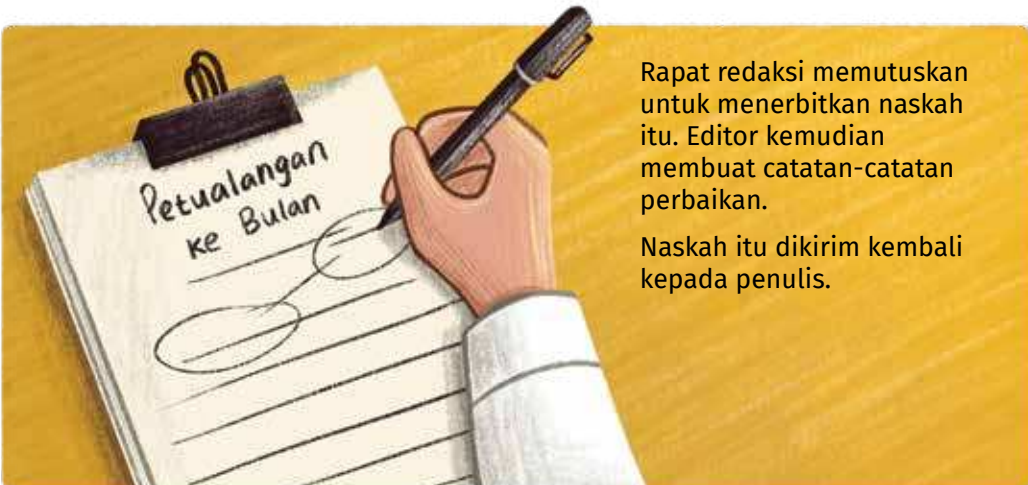 Petualangan
ke Bulan
Rapat redaksi memutuskan
untuk menerbitkan naskah
itu. Editor kemudian
membuat catatan-catatan
perbaikan.
Naskah itu dikirim kembali
kepada penulis.